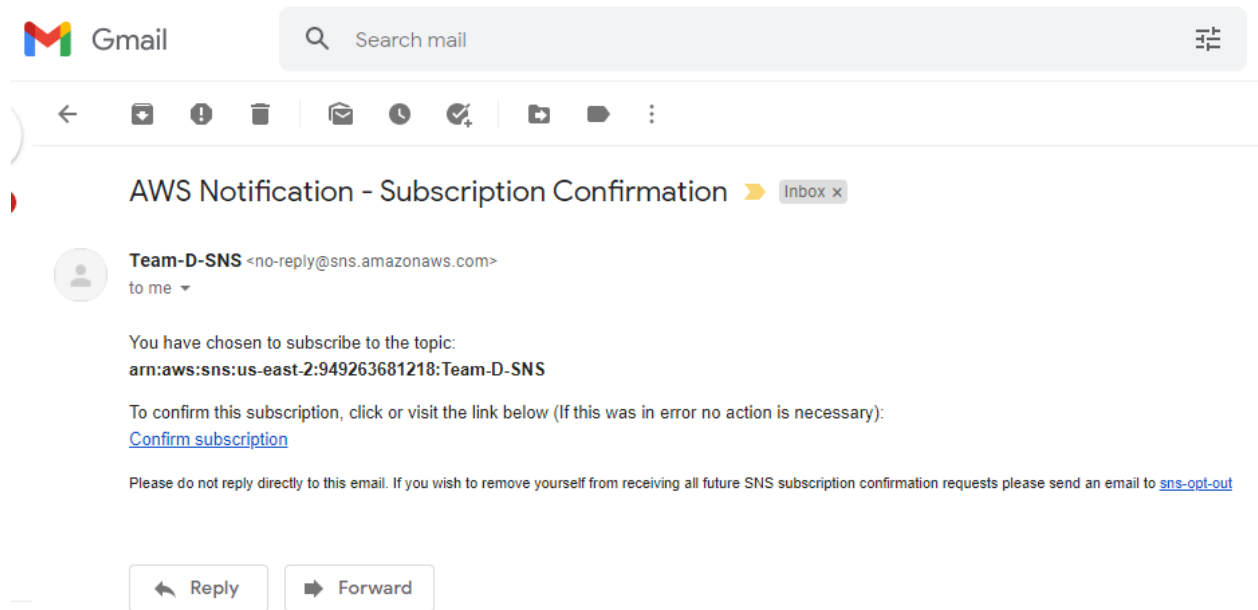 Gmail
Search mail
AWS Notification - Subscription Confirmation
Inbox x
Team-D-SNS <no-reply@sns.amazonaws.com>
to me
You have chosen to subscribe to the topic:
arn:aws:sns:us-east-2:949263681218:Team-D-SNS
To confirm this subscription, click or visit the link below (If this was in error no action is necessary):
Confirm subscription
Please do not reply directly to this email. If you wish to remove yourself from receiving all future SNS subscription confirmation requests please send an email to sns-opt-out
Reply
Forward